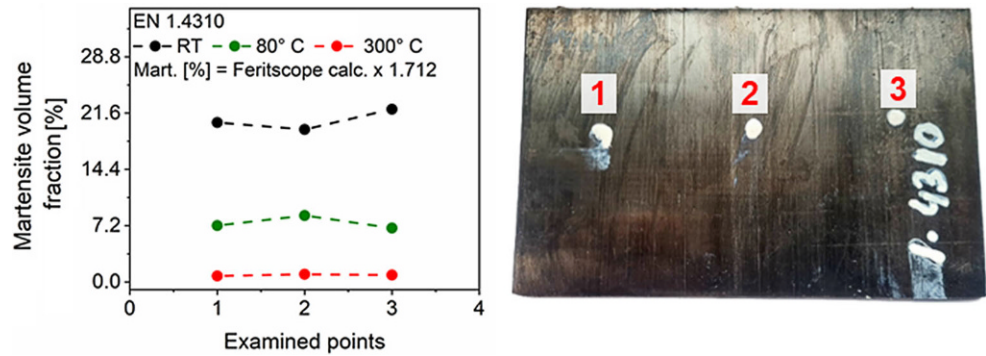 EN 1.4310
RT 80° C 300° C
Mart. [%] = Feritscope calc. x 1.712
Martensite volume
fraction [%]
28.8
21.6
14.4
7.2
0.0
0 1 2 3 4
Examined points
1 2 3
1. 4310